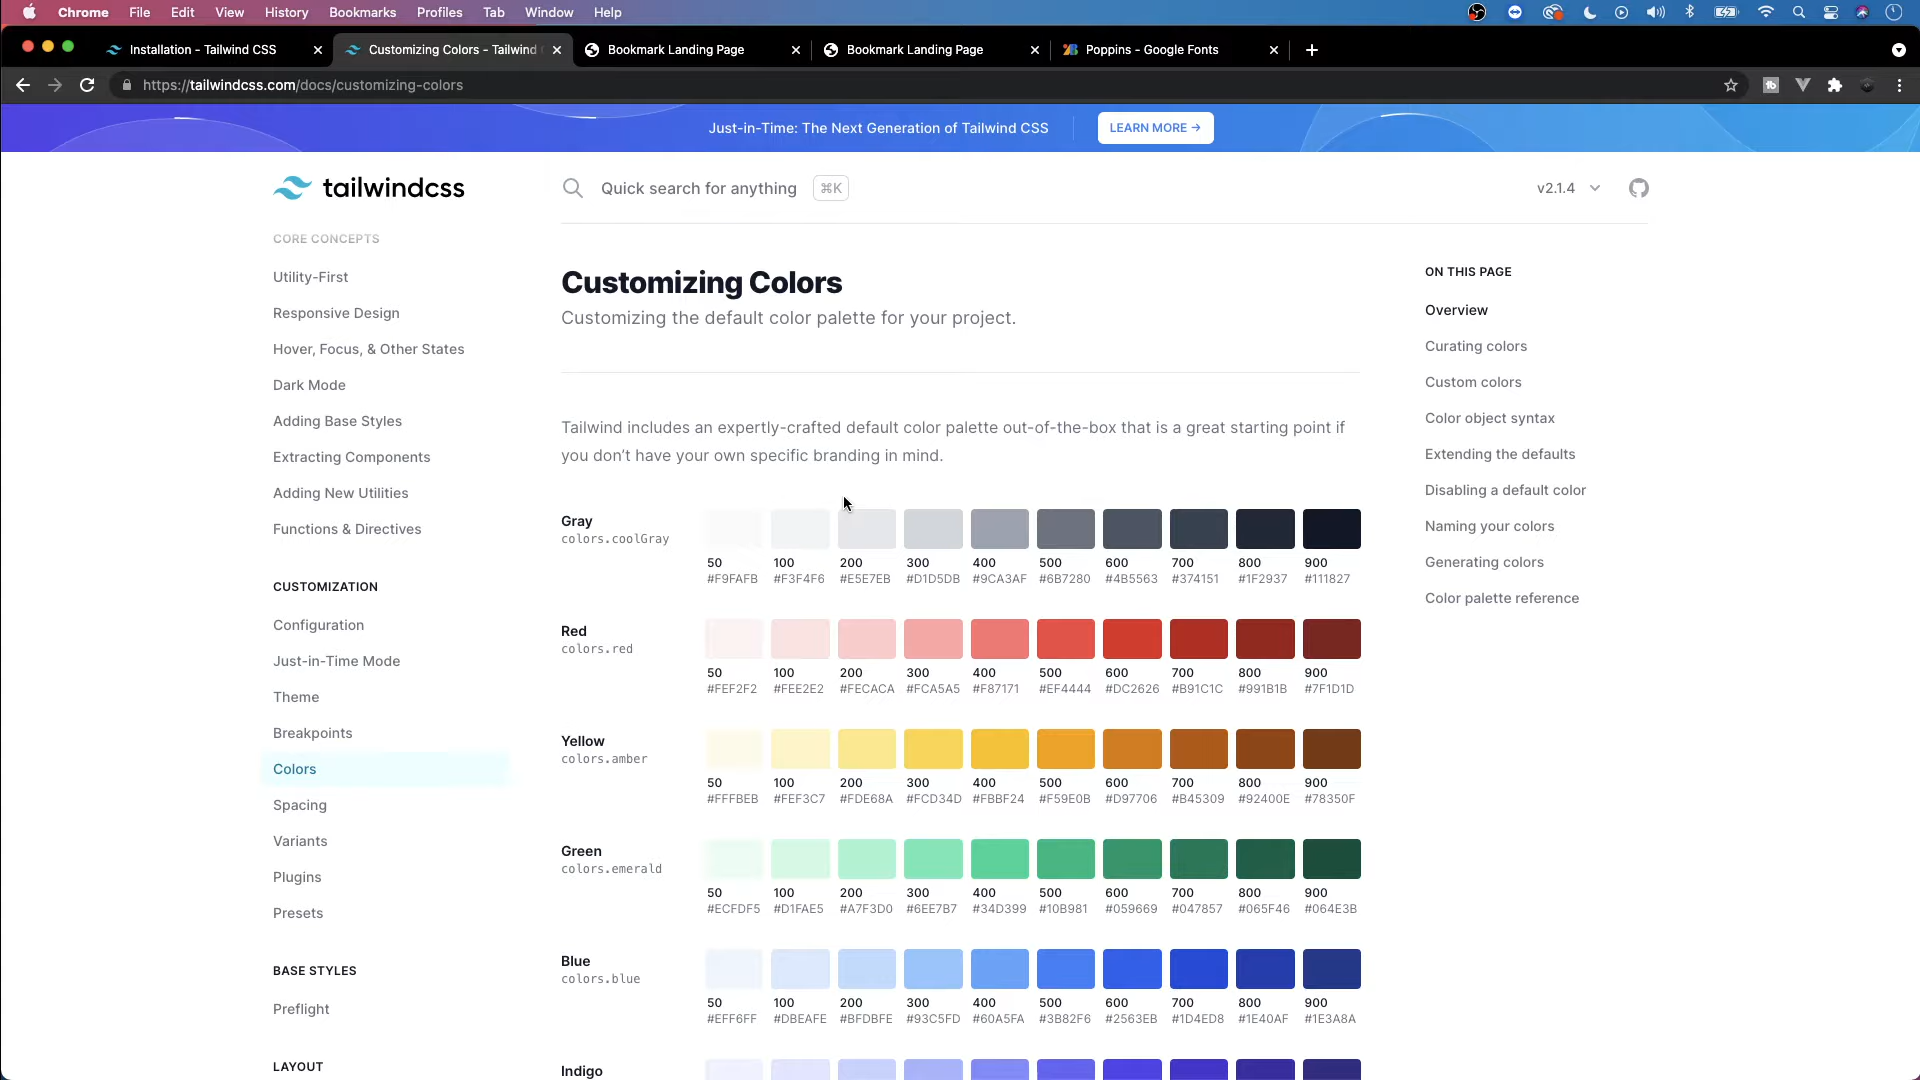 Chrome File Edit View History Bookmarks Profiles Tab Window Help
Installation - Tailwind CSS
Customizing Colors - Tailwind
Bookmark Landing Page
Bookmark Landing Page
Poppins - Google Fonts
https://tailwindcss.com/docs/customizing-colors
Just-in-Time: The Next Generation of Tailwind CSS LEARN MORE →
tailwindcss
Quick search for anything ⌘K
v2.1.4
CORE CONCEPTS
Utility-First
Responsive Design
Hover, Focus, & Other States
Dark Mode
Adding Base Styles
Extracting Components
Adding New Utilities
Functions & Directives
CUSTOMIZATION
Configuration
Just-in-Time Mode
Theme
Breakpoints
Colors
Spacing
Variants
Plugins
Presets
BASE STYLES
Preflight
LAYOUT
Customizing Colors
Customizing the default color palette for your project.
Tailwind includes an expertly-crafted default color palette out-of-the-box that is a great starting point if
you don’t have your own specific branding in mind.
Gray
colors.coolGray
50 100 200 300 400 500 600 700 800 900
#F9FAFB #F3F4F6 #E5E7EB #D1D5DB #9CA3AF #6B7280 #4B5563 #374151 #1F2937 #111827
Red
colors.red
50 100 200 300 400 500 600 700 800 900
#FEF2F2 #FEE2E2 #FECACA #FCA5A5 #F87171 #EF4444 #DC2626 #B91C1C #991B1B #7F1D1D
Yellow
colors.amber
50 100 200 300 400 500 600 700 800 900
#FFFBEB #FEF3C7 #FDE68A #FCD34D #FBBF24 #F59E0B #D97706 #B45309 #92400E #78350F
Green
colors.emerald
50 100 200 300 400 500 600 700 800 900
#ECFDF5 #D1FAE5 #A7F3D0 #6EE7B7 #34D399 #10B981 #059669 #047857 #065F46 #064E3B
Blue
colors.blue
50 100 200 300 400 500 600 700 800 900
#EFF6FF #DBEAFE #BFDBFE #93C5FD #60A5FA #3B82F6 #2563EB #1D4ED8 #1E40AF #1E3A8A
Indigo
ON THIS PAGE
Overview
Curating colors
Custom colors
Color object syntax
Extending the defaults
Disabling a default color
Naming your colors
Generating colors
Color palette reference